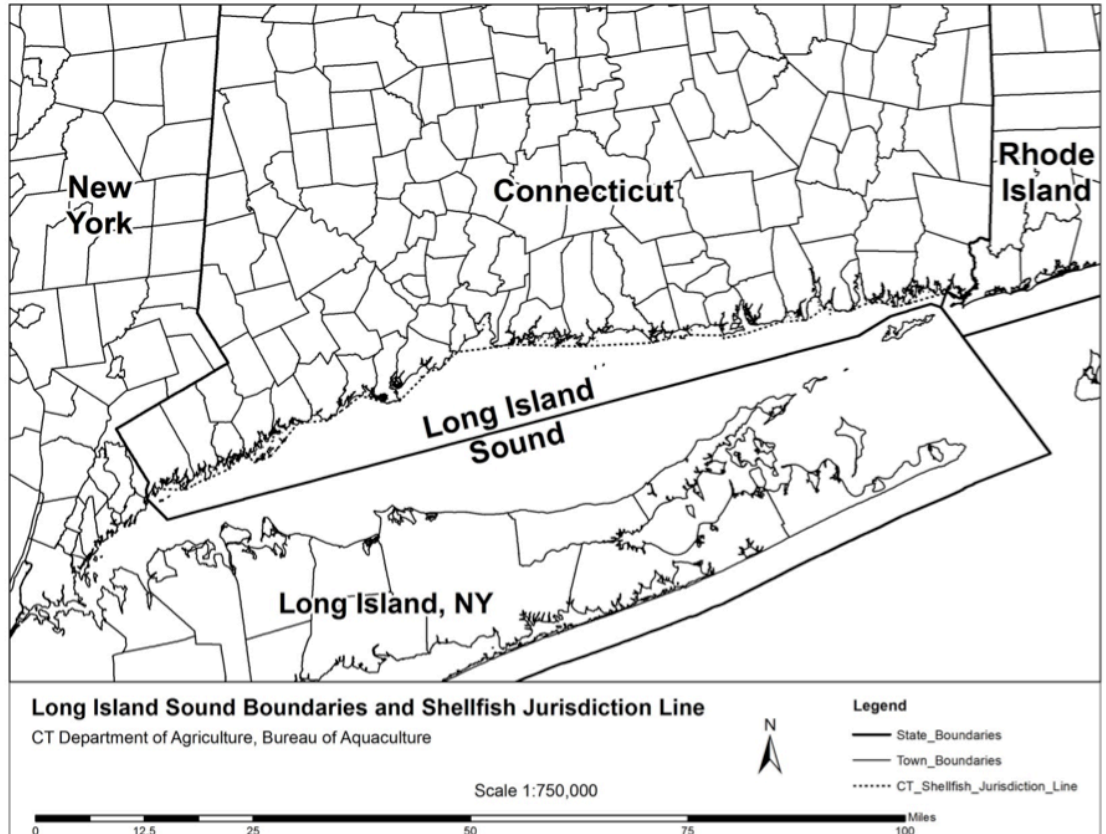 New
York
Connecticut
Rhode
Island
Long Island
Sound
Long Island, NY
Long Island Sound Boundaries and Shellfish Jurisdiction Line
CT Department of Agriculture, Bureau of Aquaculture
N
Legend
State_Boundaries
Town_Boundaries
CT_Shellfish_Jurisdiction_Line
Scale 1:750,000
Miles
0 12.5 25 50 75 100